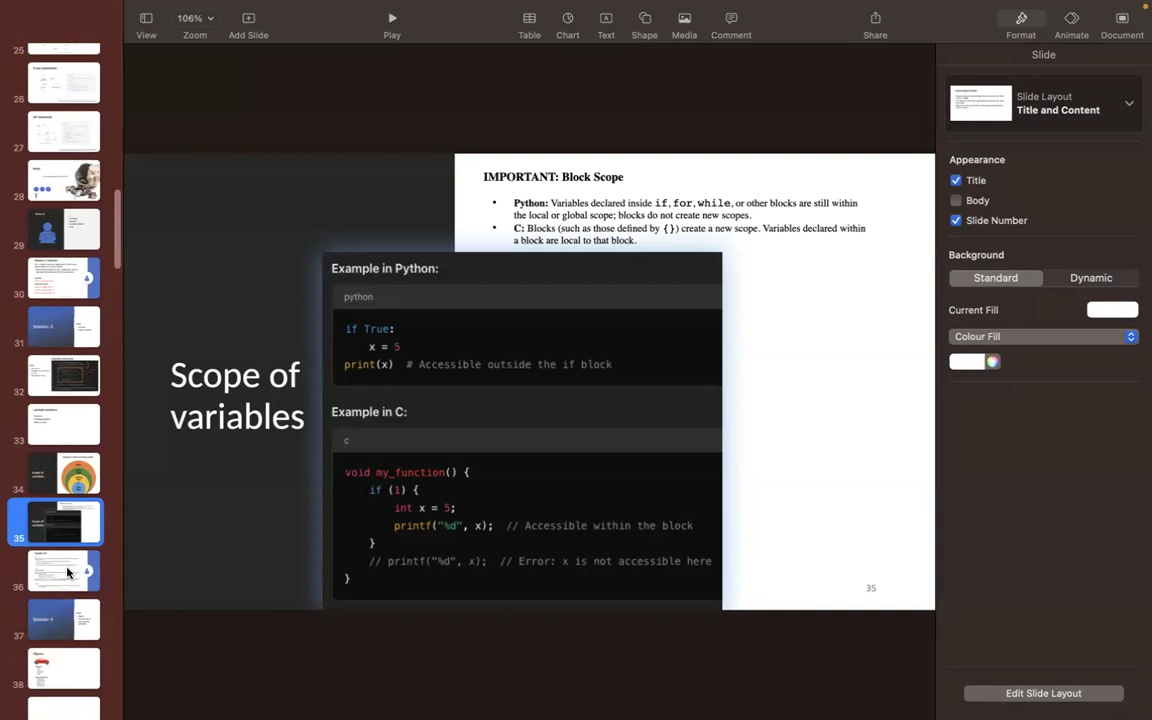 106%
View
Zoom
Add Slide
Play
Table
Chart
Text
Shape
Media
Comment
Share
Format
Animate
Document
25
26
27
28
29
30
31
32
33
34
35
36
37
38
Session: 3
Session: 4
Scope of
variables
IMPORTANT: Block Scope
• Python: Variables declared inside if, for, while, or other blocks are still within
the local or global scope; blocks do not create new scopes.
• C: Blocks (such as those defined by {}) create a new scope. Variables declared within
a block are local to that block.
Example in Python:
python
if True:
x = 5
print(x) # Accessible outside the if block
Example in C:
c
void my_function() {
if (1) {
int x = 5;
printf("%d", x); // Accessible within the block
}
// printf("%d", x); // Error: x is not accessible here
}
35
Slide
Slide Layout
Title and Content
Appearance
Title
Body
Slide Number
Background
Standard
Dynamic
Current Fill
Colour Fill
Edit Slide Layout